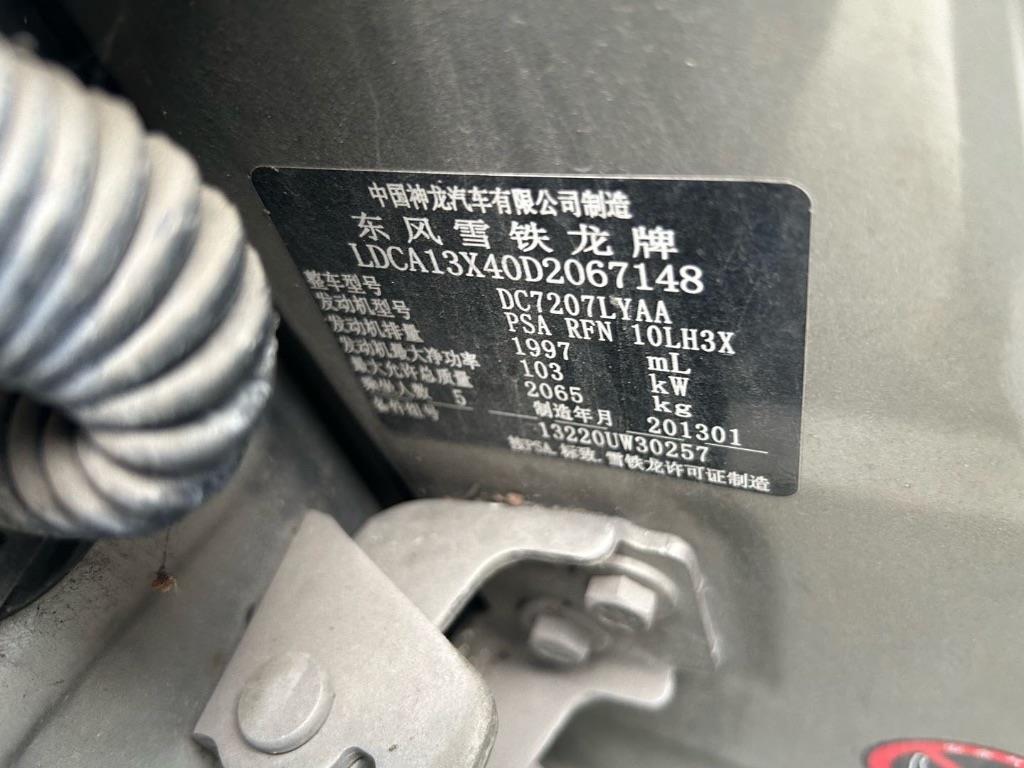 中国神龙汽车有限公司制造
东风雪铁龙牌
LDCA13X40D2067148
整车型号 DC7207LYAA
发动机型号 PSA RFN 10LH3X
发动机排量 1997 mL
发动机最大净功率 103 kW
最大允许总质量 2065 kg
乘坐人数 5 制造年月 201301
备件组号 13220UW30257
按PSA.标致.雪铁龙许可证制造